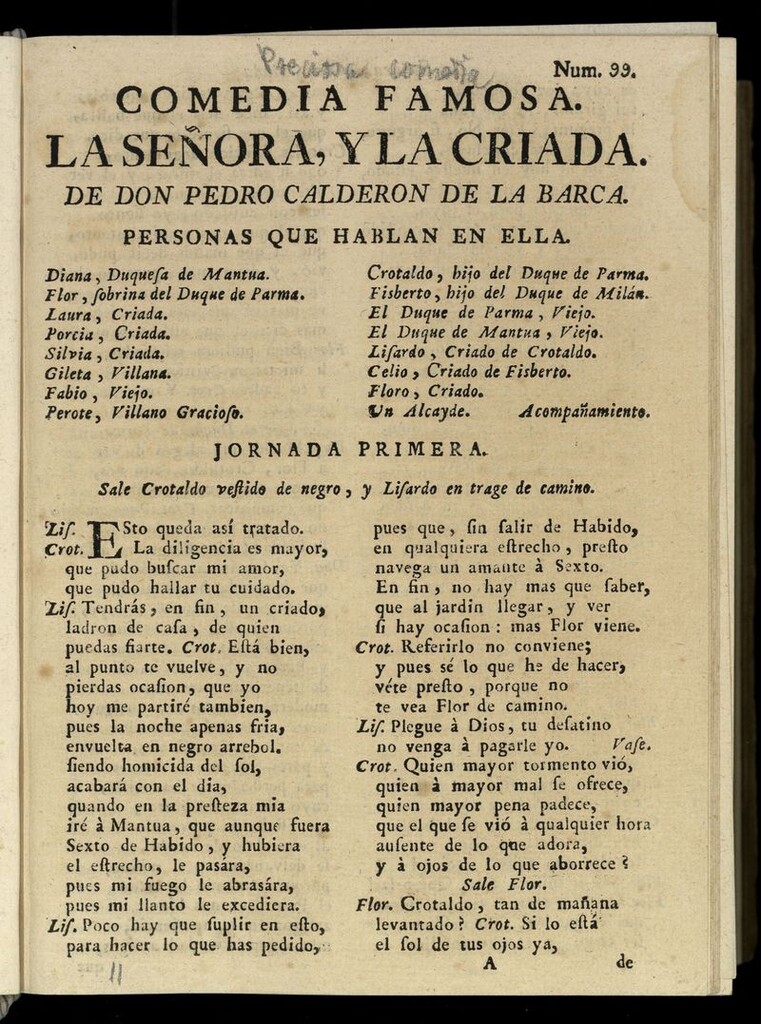 Preciosa comedia
Num. 99.
COMEDIA FAMOSA.
LA SEÑORA, Y LA CRIADA.
DE DON PEDRO CALDERON DE LA BARCA.
PERSONAS QUE HABLAN EN ELLA.
Diana, Duqueſa de Mantua.
Flor, ſobrina del Duque de Parma.
Laura, Criada.
Porcia, Criada.
Silvia, Criada.
Gileta, Villana.
Fabio, Viejo.
Perote, Villano Gracioſo.
Crotaldo, hijo del Duque de Parma.
Fisberto, hijo del Duque de Milán.
El Duque de Parma, Viejo.
El Duque de Mantua, Viejo.
Liſardo, Criado de Crotaldo.
Celio, Criado de Fisberto.
Floro, Criado.
Un Alcayde. Acompañamiento.
JORNADA PRIMERA.
Sale Crotaldo veſtido de negro, y Liſardo en trage de camino.
Liſ. ESto queda así tratado.
Crot. La diligencia es mayor,
que pudo buſcar mi amor,
que pudo hallar tu cuidado.
Liſ. Tendrás, en fin, un criado,
ladron de caſa, de quien
puedas fiarte. Crot. Eſtá bien,
al punto te vuelve, y no
pierdas ocaſion, que yo
hoy me partiré tambien,
pues la noche apenas fria,
envuelta en negro arrebol.
ſiendo homicida del ſol,
acabará con el dia,
quando en la preſteza mia
iré à Mantua, que aunque fuera
Sexto de Habido, y hubiera
el eſtrecho, le pasára,
pues mi fuego le abrasára,
pues mi llanto le excediera.
Liſ. Poco hay que ſuplir en eſto,
para hacer lo que has pedido,
pues que, ſin ſalir de Habido,
en qualquiera eſtrecho, preſto
navega un amante à Sexto.
En fin, no hay mas que ſaber,
que al jardin llegar, y ver
ſi hay ocaſion: mas Flor viene.
Crot. Referirlo no conviene;
y pues sé lo que he de hacer,
véte preſto, porque no
te vea Flor de camino.
Liſ. Plegue à Dios, tu deſatino
no venga à pagarle yo. Vaſe.
Crot. Quien mayor tormento vió,
quien à mayor mal ſe ofrece,
quien mayor pena padece,
que el que ſe vió à qualquier hora
auſente de lo que adora,
y à ojos de lo que aborrece?
Sale Flor.
Flor. Crotaldo, tan de mañana
levantado? Crot. Si lo eſtá
el ſol de tus ojos ya,
A de
11